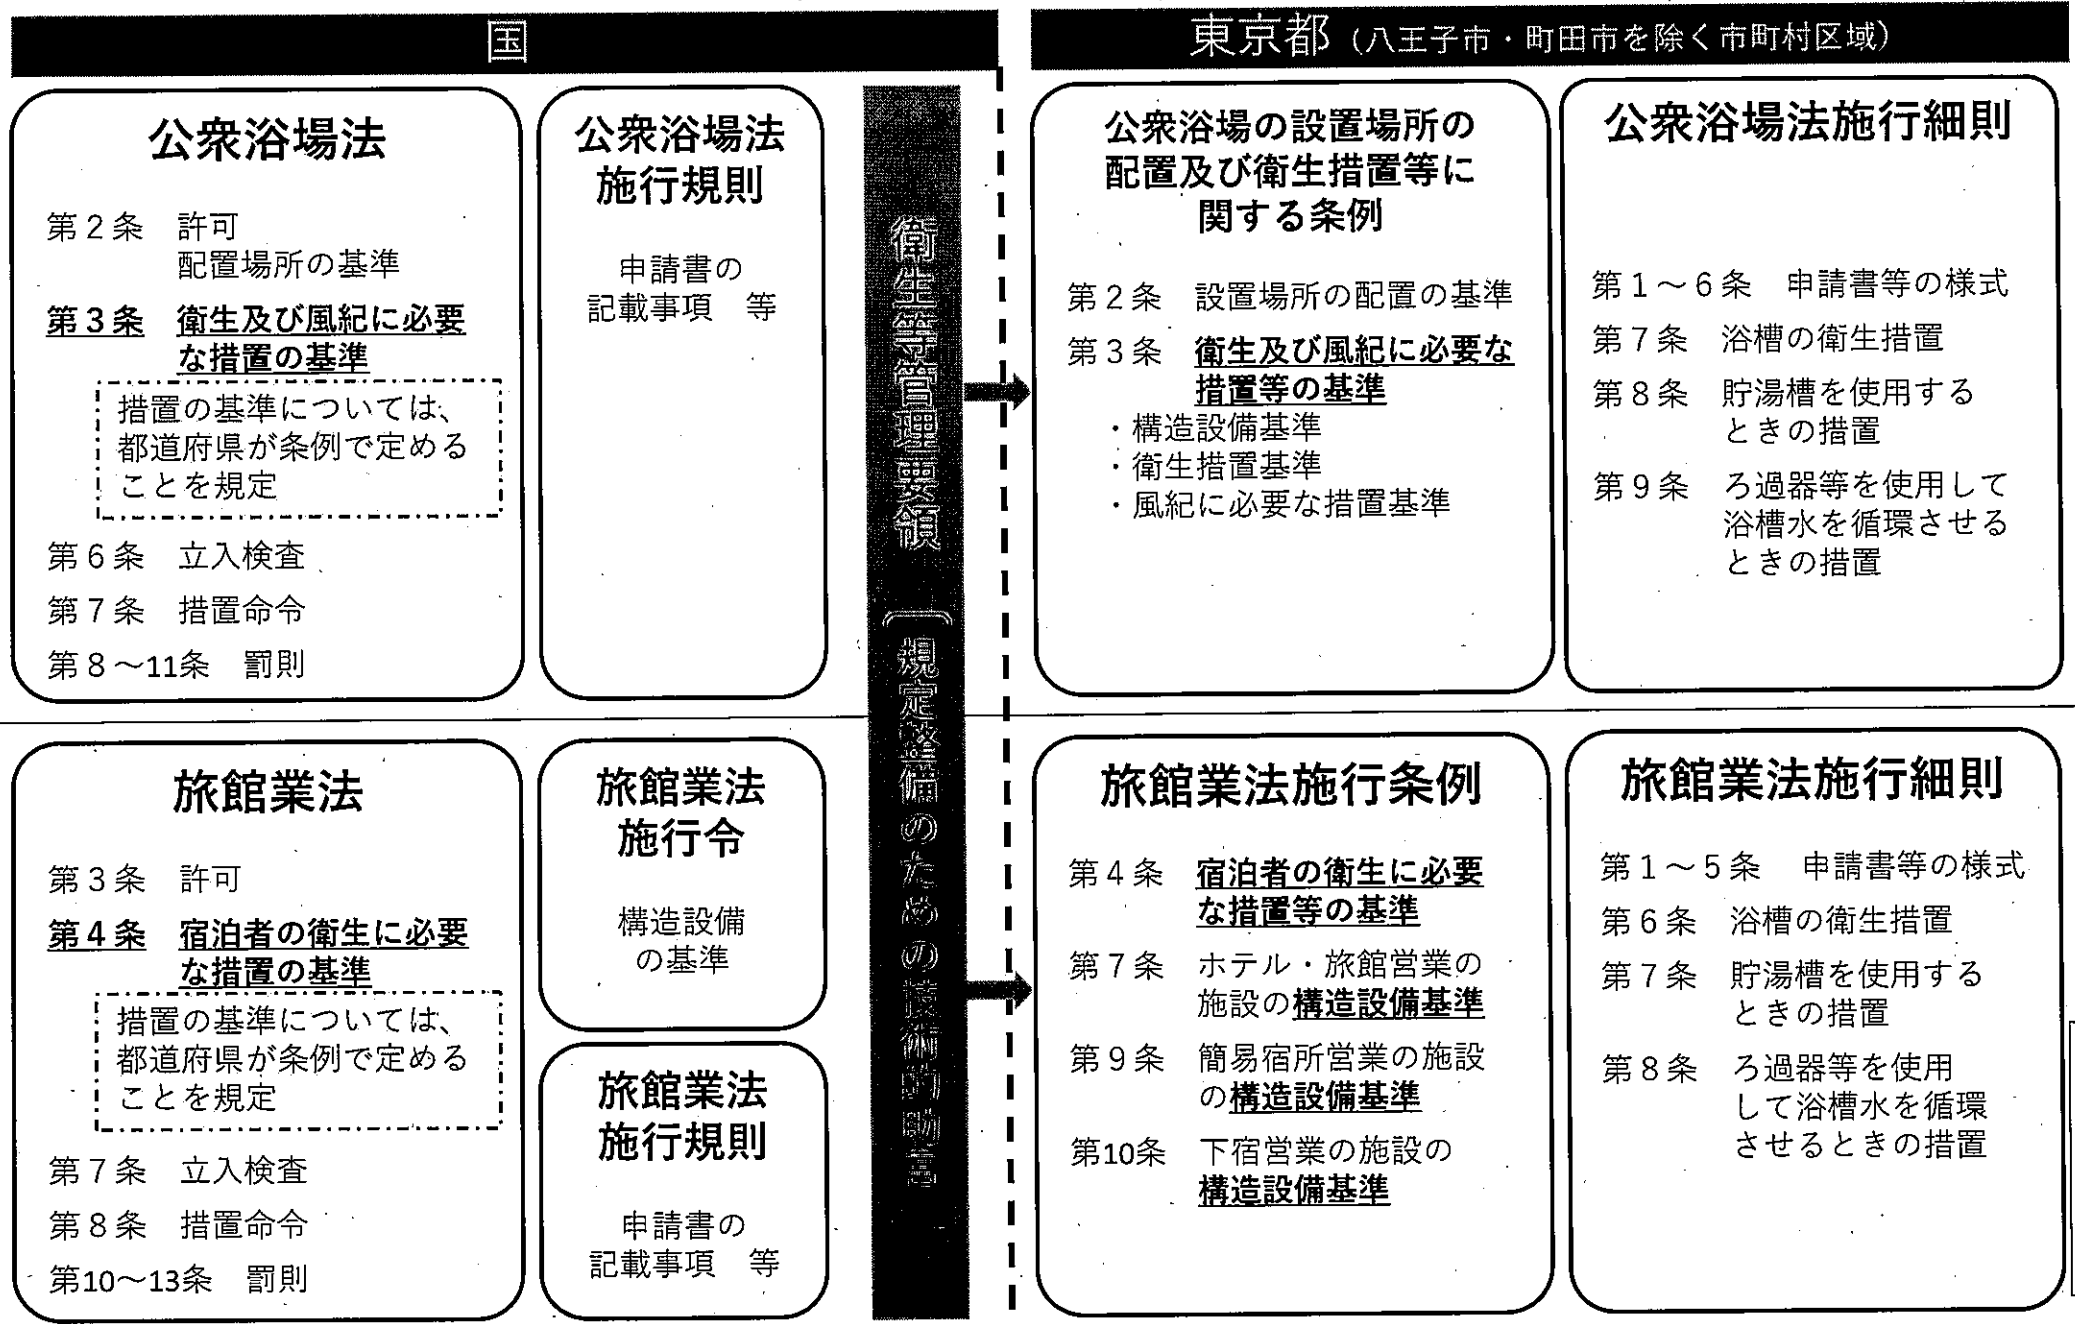 国
東京都（八王子市・町田市を除く市町村区域）
公衆浴場法
第２条　許可
配置場所の基準
第３条　衛生及び風紀に必要
な措置の基準
措置の基準については、
都道府県が条例で定める
ことを規定
第６条　立入検査
第７条　措置命令
第８～11条　罰則
公衆浴場法
施行規則
申請書の
記載事項　等
衛生等管理要領（規定整備のための技術的助言
公衆浴場の設置場所の
配置及び衛生措置等に
関する条例
第２条　設置場所の配置の基準
第３条　衛生及び風紀に必要な
措置等の基準
・構造設備基準
・衛生措置基準
・風紀に必要な措置基準
公衆浴場法施行細則
第１～６条　申請書等の様式
第７条　浴槽の衛生措置
第８条　貯湯槽を使用する
ときの措置
第９条　ろ過器等を使用して
浴槽水を循環させる
ときの措置
旅館業法
第３条　許可
第４条　宿泊者の衛生に必要
な措置の基準
措置の基準については、
都道府県が条例で定める
ことを規定
第７条　立入検査
第８条　措置命令
第10～13条　罰則
旅館業法
施行令
構造設備
の基準
旅館業法
施行規則
申請書の
記載事項　等
旅館業法施行条例
第４条　宿泊者の衛生に必要
な措置等の基準
第７条　ホテル・旅館営業の
施設の構造設備基準
第９条　簡易宿所営業の施設
の構造設備基準
第10条　下宿営業の施設の
構造設備基準
旅館業法施行細則
第１～５条　申請書等の様式
第６条　浴槽の衛生措置
第７条　貯湯槽を使用する
ときの措置
第８条　ろ過器等を使用
して浴槽水を循環
させるときの措置